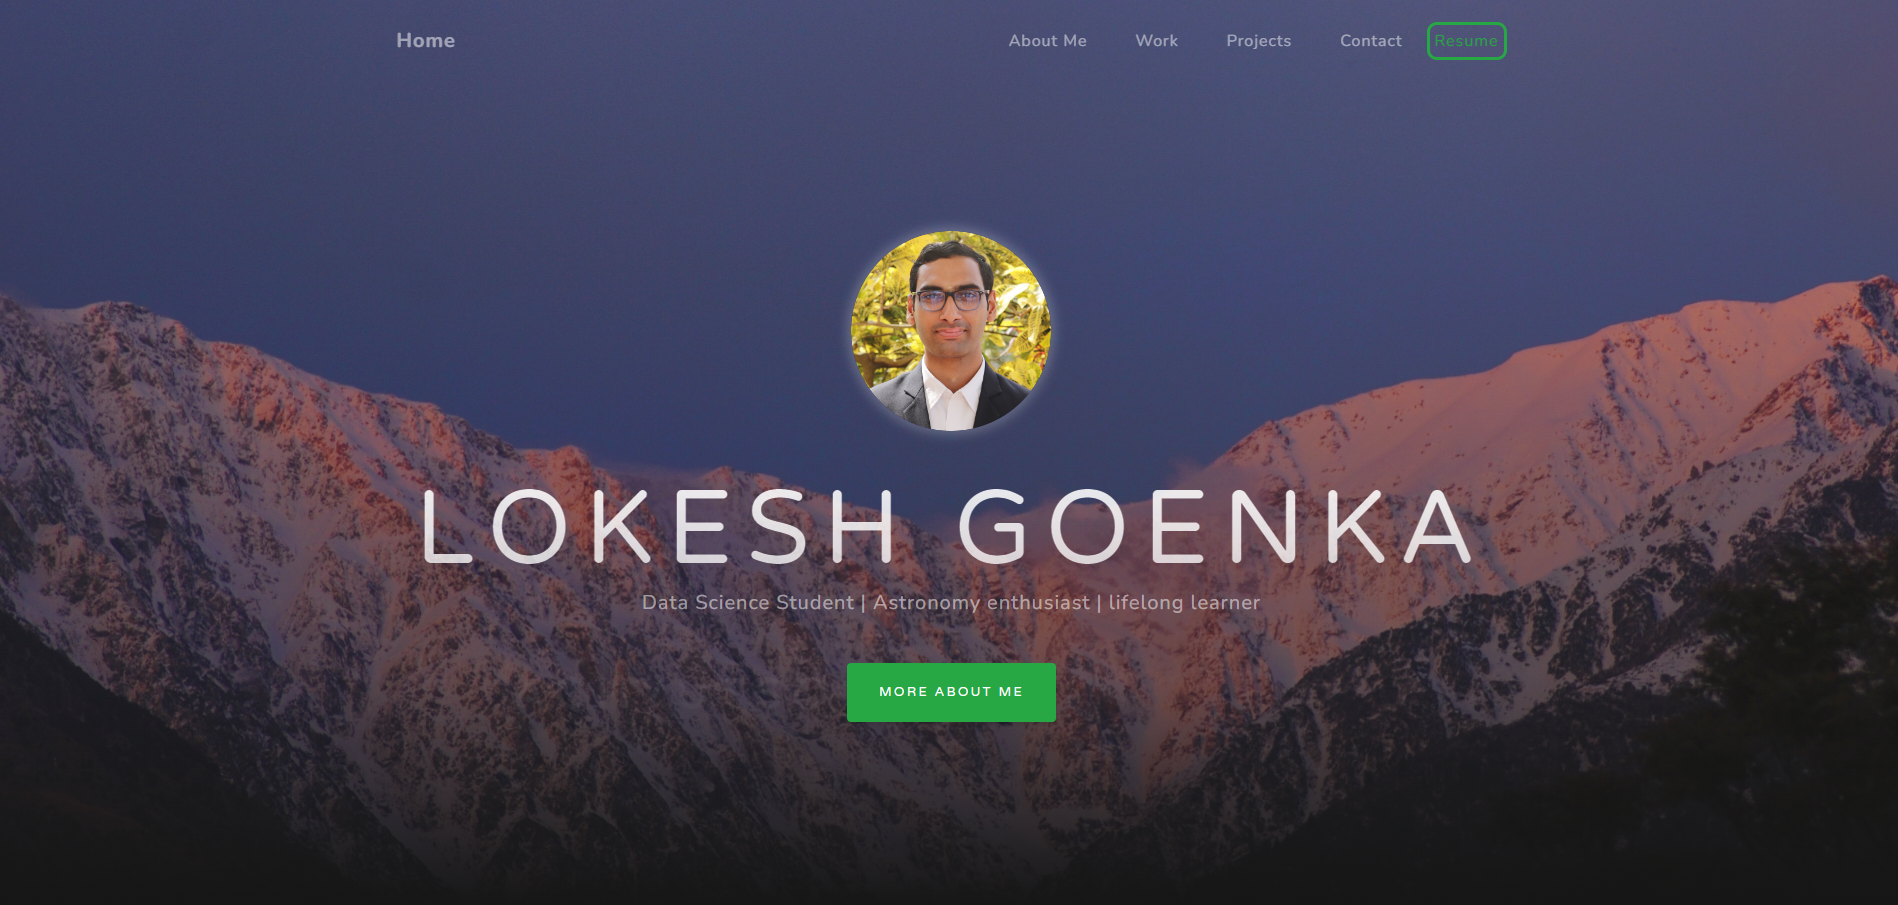 Home About Me Work Projects Contact Resume
LOKESH GOENKA
Data Science Student | Astronomy enthusiast | lifelong learner
MORE ABOUT ME